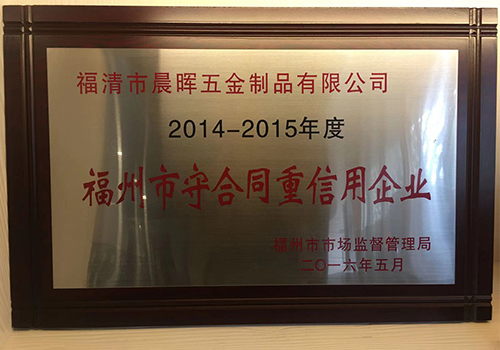 福清市晨晖五金制品有限公司
2014-2015年度
福州市守合同重信用企业
福州市市场监督管理局
二〇一六年五月